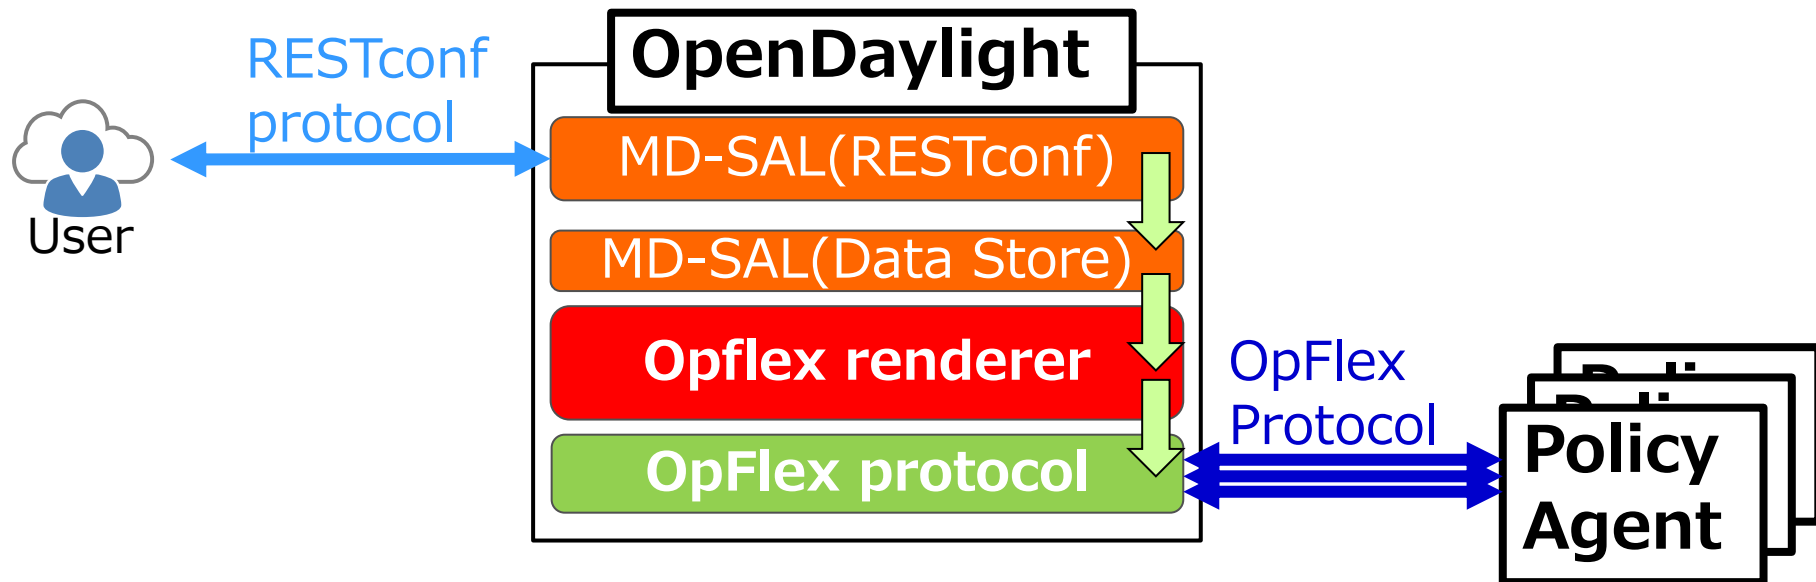 RESTconf
protocol
User
OpenDaylight
MD-SAL(RESTconf)
MD-SAL(Data Store)
Opflex renderer
OpFlex protocol
OpFlex
Protocol
Policy
Agent